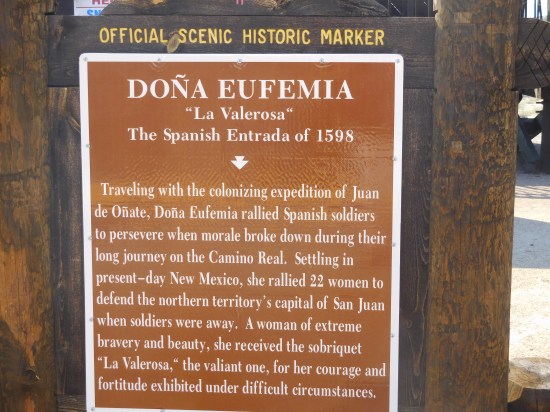 OFFICIAL SCENIC HISTORIC MARKER
DOÑA EUFEMIA
“La Valerosa“
The Spanish Entrada of 1598
Traveling with the colonizing expedition of Juan
de Oñate, Doña Eufemia rallied Spanish soldiers
to persevere when morale broke down during their
long journey on the Camino Real. Settling in
present-day New Mexico, she rallied 22 women to
defend the northern territory's capital of San Juan
when soldiers were away. A woman of extreme
bravery and beauty, she received the sobriquet
“La Valerosa,“ the valiant one, for her courage and
fortitude exhibited under difficult circumstances.